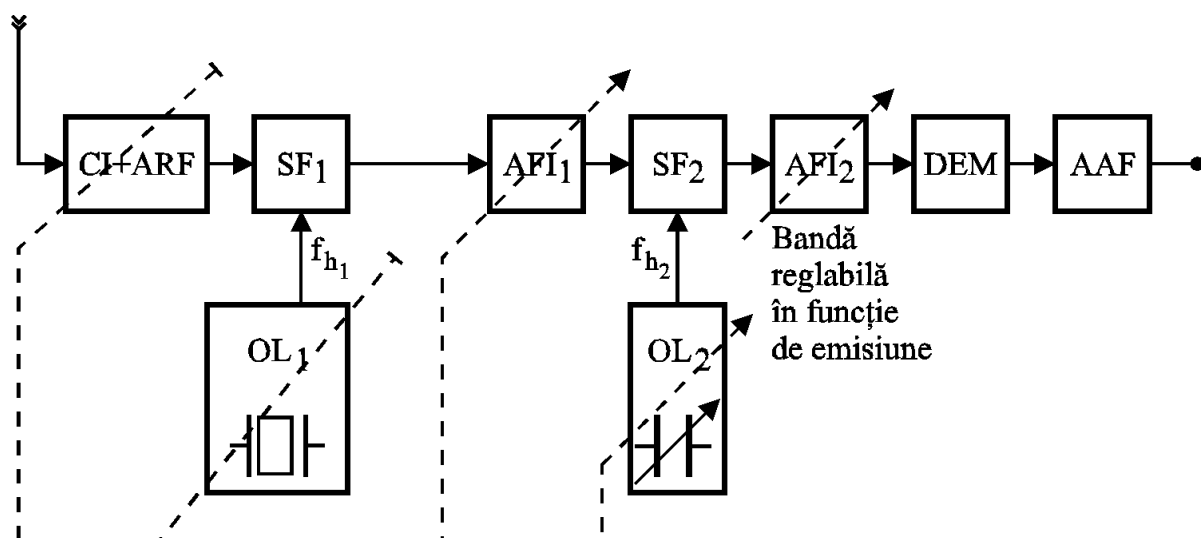 CI+ARF
SF1
AFI1
SF2
AFI2
DEM
AAF
fh1
fh2
Bandă
reglabilă
în funcție
de emisiune
OL1
OL2